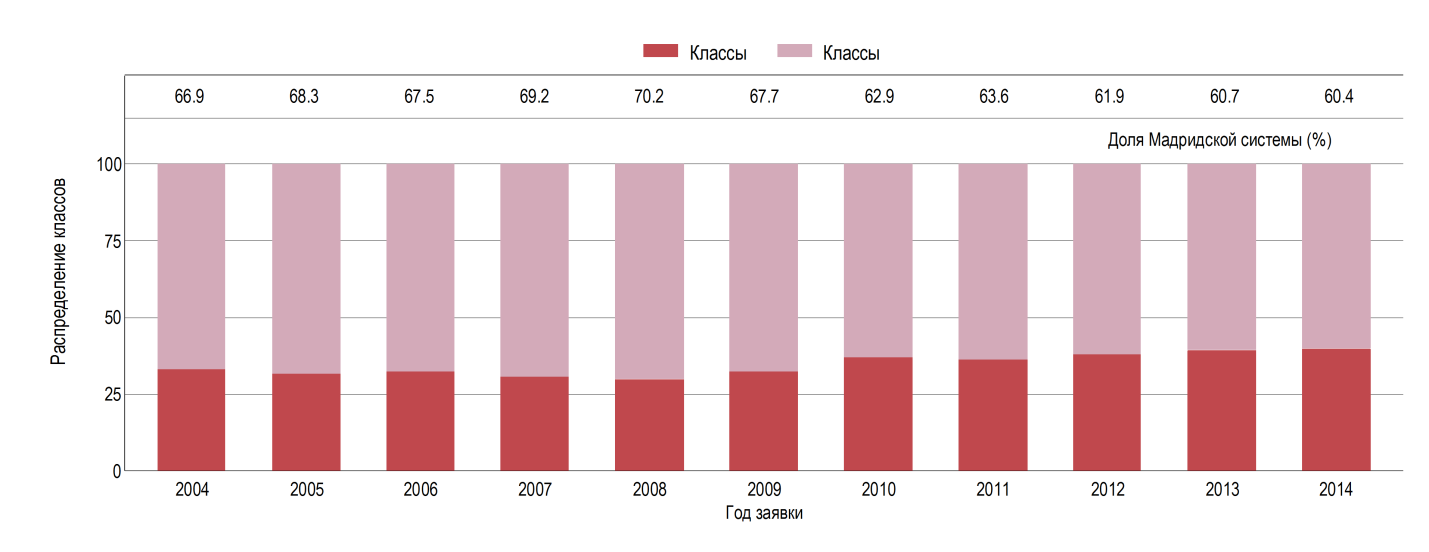 Классы Классы
66.9 68.3 67.5 69.2 70.2 67.7 62.9 63.6 61.9 60.7 60.4
Доля Мадридской системы (%)
Распределение классов
100
75
50
25
0
2004 2005 2006 2007 2008 2009 2010 2011 2012 2013 2014
Год заявки